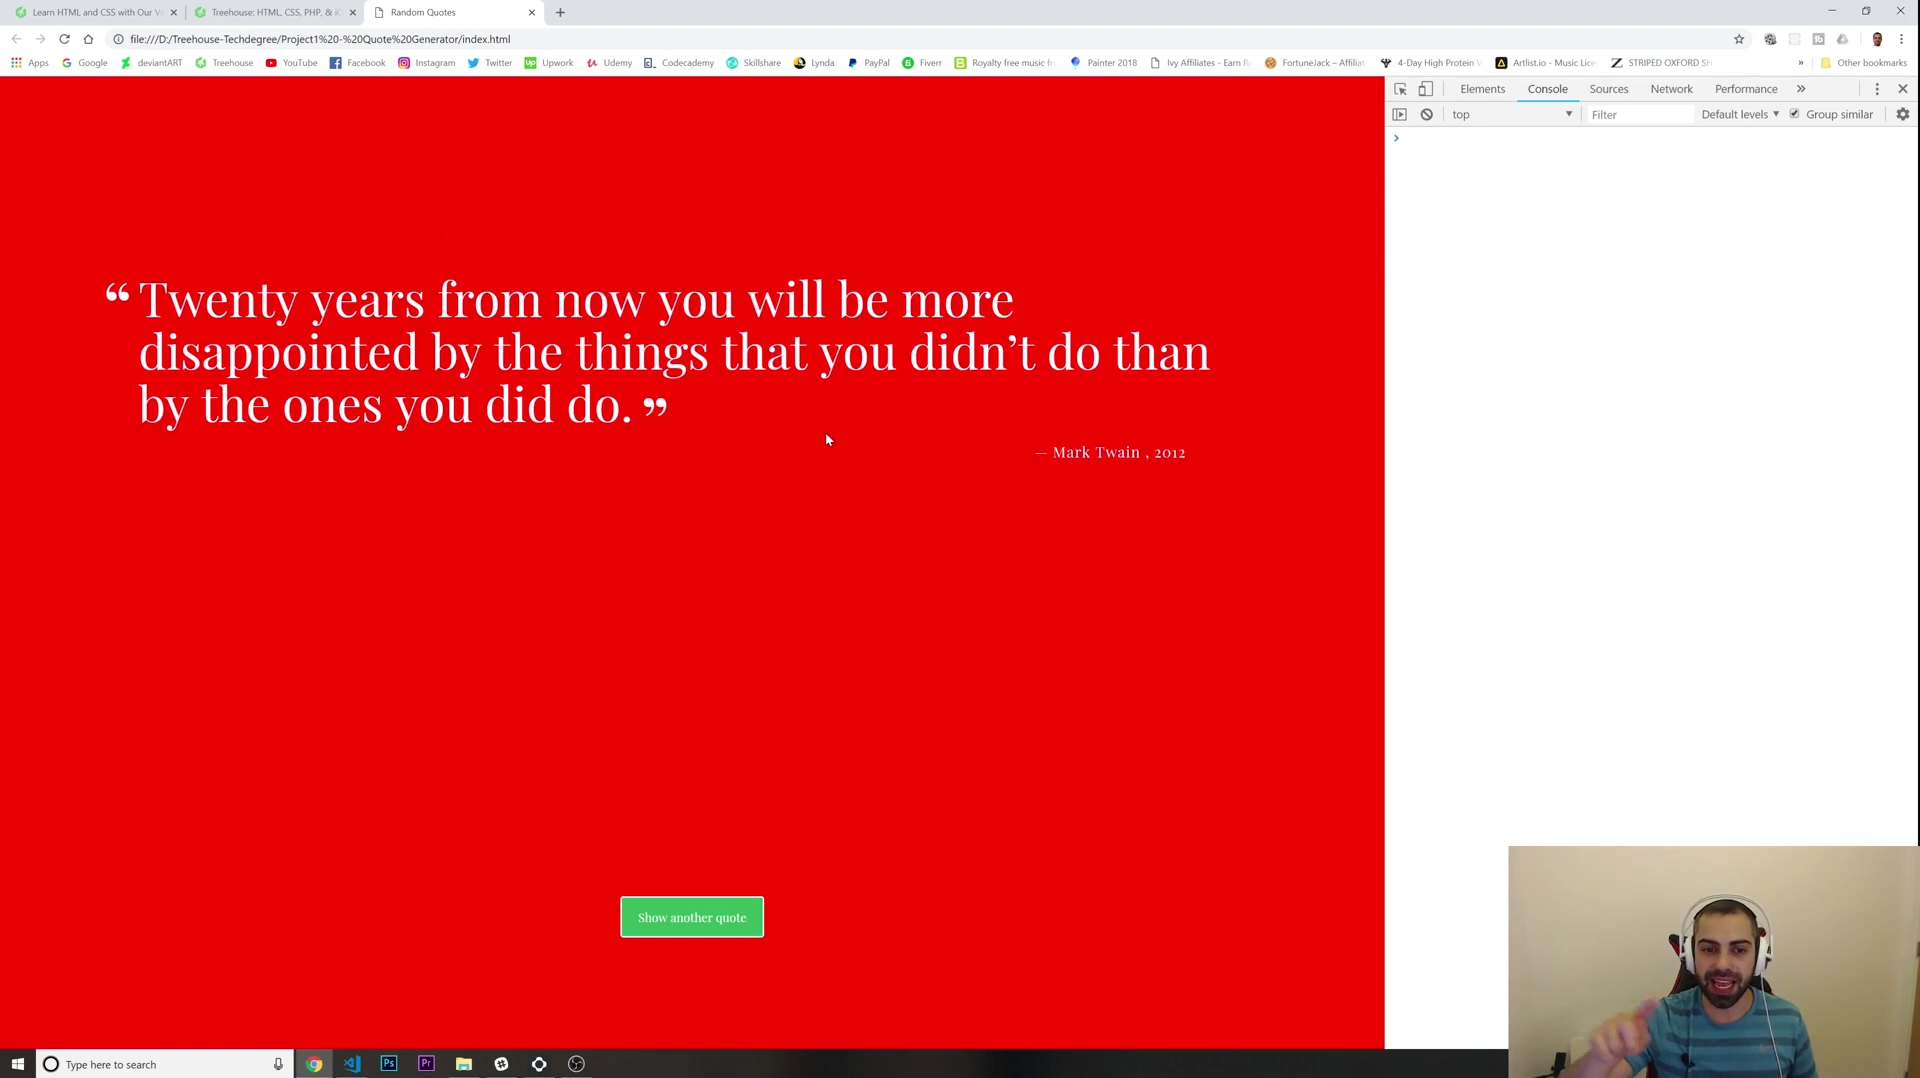 Learn HTML and CSS with Our Vi
Treehouse: HTML, CSS, PHP, & i
Random Quotes
file:///D:/Treehouse-Techdegree/Project1%20-%20Quote%20Generator/index.html
Apps Google deviantART Treehouse YouTube Facebook Instagram Twitter Upwork Udemy Codecademy Skillshare Lynda PayPal Fiverr Royalty free music f Painter 2018 Ivy Affiliates - Earn R FortuneJack – Affilia 4-Day High Protein V Artlist.io - Music Lice STRIPED OXFORD SH » Other bookmarks
Elements Console Sources Network Performance »
top Filter Default levels Group similar
“ Twenty years from now you will be more
disappointed by the things that you didn’t do than
by the ones you did do. ”
— Mark Twain , 2012
Show another quote
Type here to search
Ps Pr